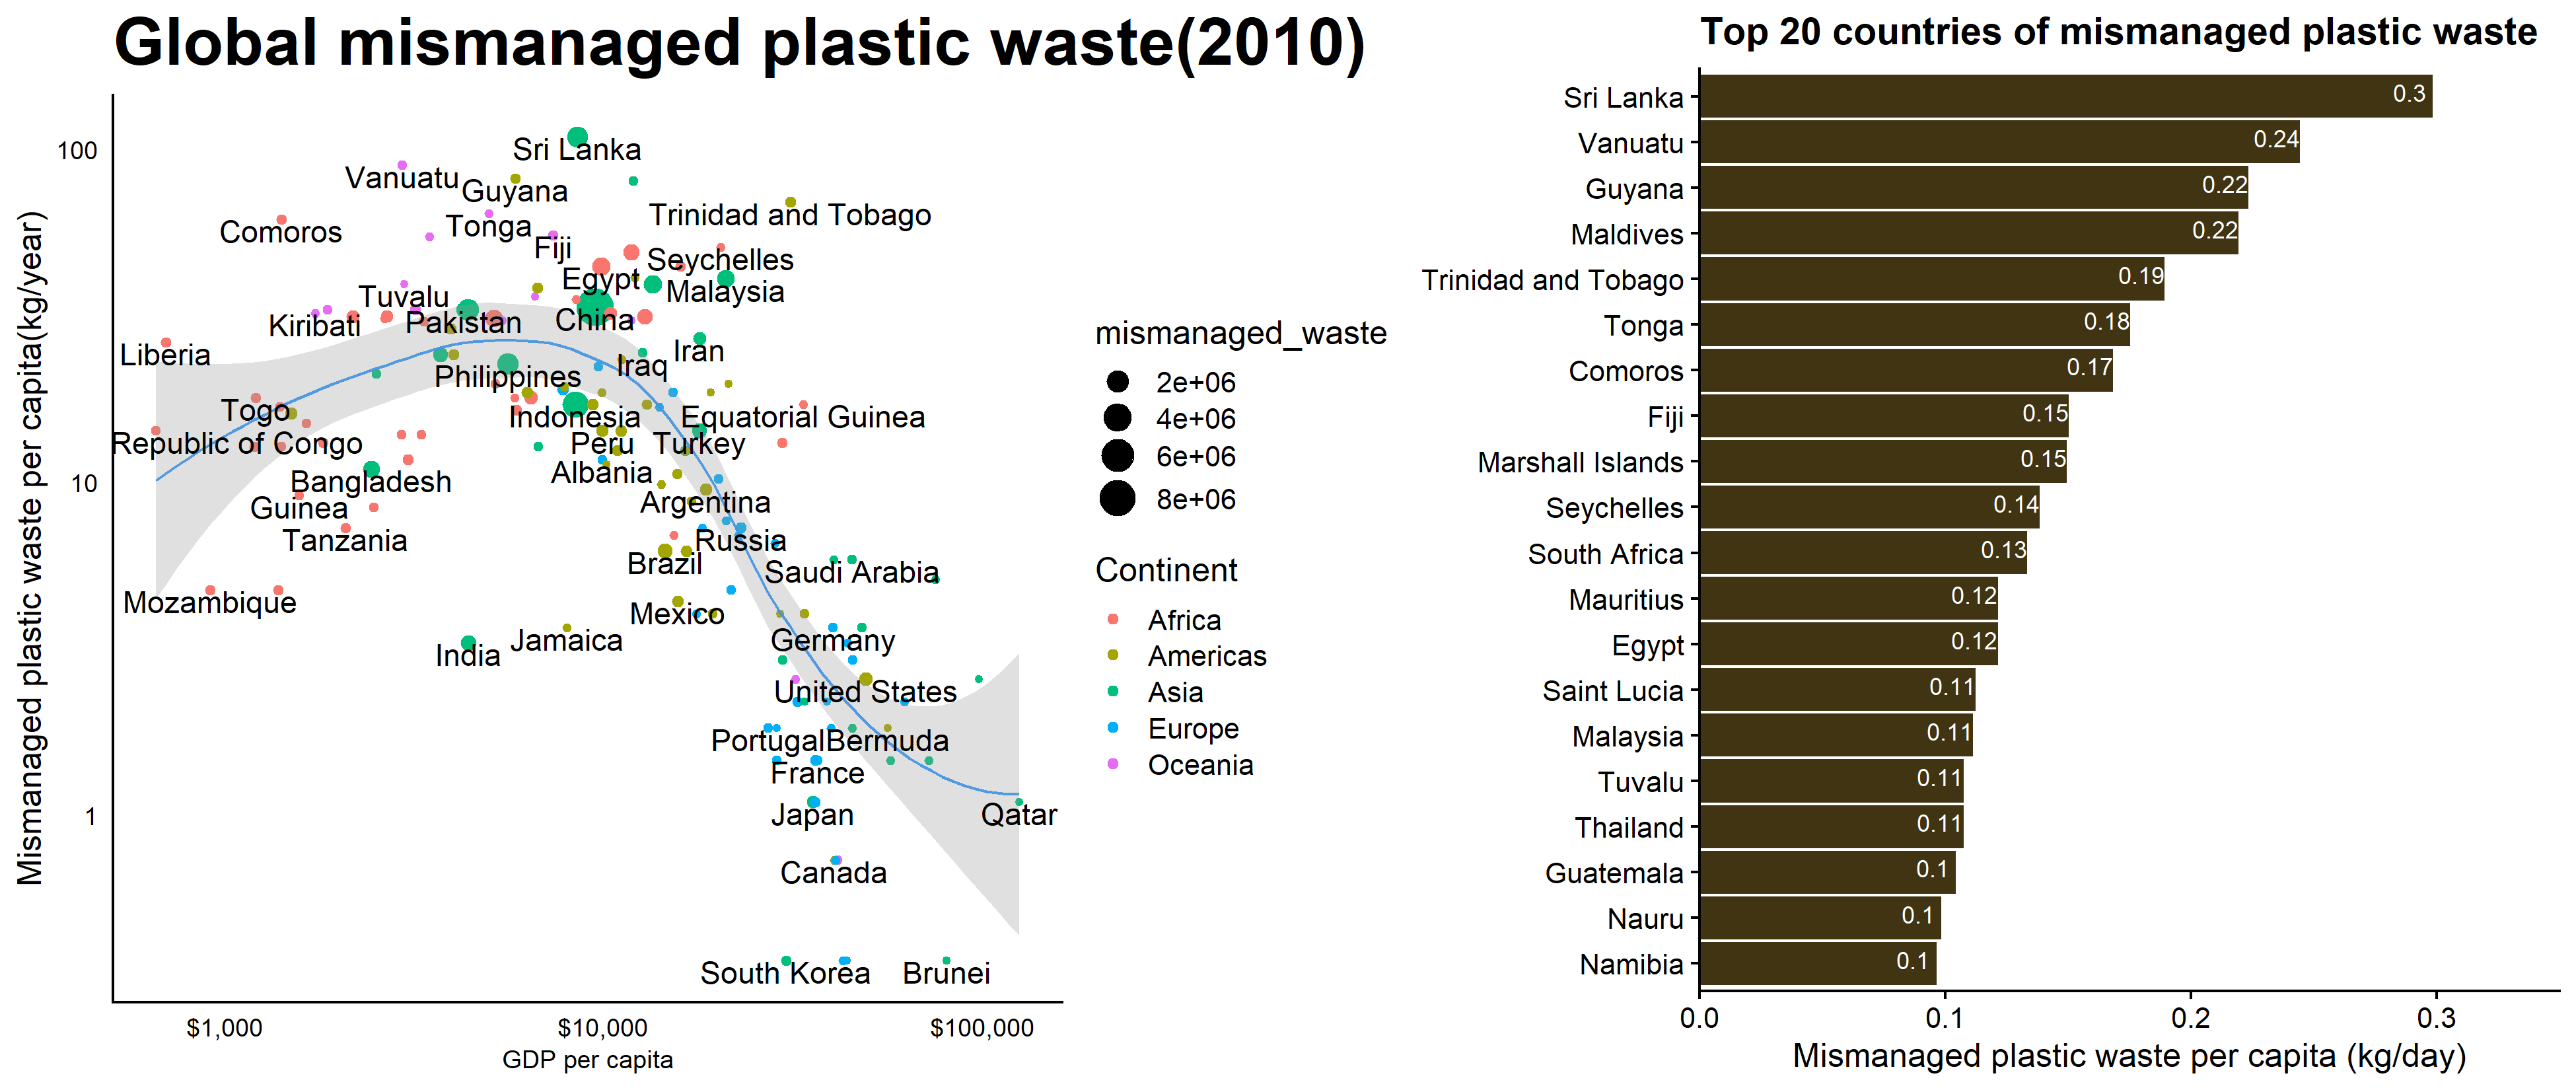 Global mismanaged plastic waste(2010)
Mismanaged plastic waste per capita(kg/year)
100
10
1
Sri Lanka
Vanuatu
Guyana
Trinidad and Tobago
Tonga
Comoros
Fiji
Seychelles
Egypt
Malaysia
Tuvalu
Kiribati
Pakistan
China
Liberia
Iran
Iraq
Philippines
Togo
Indonesia
Equatorial Guinea
Republic of Congo
Peru
Turkey
Albania
Bangladesh
Argentina
Guinea
Tanzania
Russia
Brazil
Saudi Arabia
Mozambique
Mexico
Jamaica
Germany
India
United States
Portugal
Bermuda
France
Japan
Qatar
Canada
South Korea
Brunei
$1,000
$10,000
$100,000
GDP per capita
mismanaged_waste
2e+06
4e+06
6e+06
8e+06
Continent
Africa
Americas
Asia
Europe
Oceania
Top 20 countries of mismanaged plastic waste
Sri Lanka 0.3
Vanuatu 0.24
Guyana 0.22
Maldives 0.22
Trinidad and Tobago 0.19
Tonga 0.18
Comoros 0.17
Fiji 0.15
Marshall Islands 0.15
Seychelles 0.14
South Africa 0.13
Mauritius 0.12
Egypt 0.12
Saint Lucia 0.11
Malaysia 0.11
Tuvalu 0.11
Thailand 0.11
Guatemala 0.1
Nauru 0.1
Namibia 0.1
0.0 0.1 0.2 0.3
Mismanaged plastic waste per capita (kg/day)